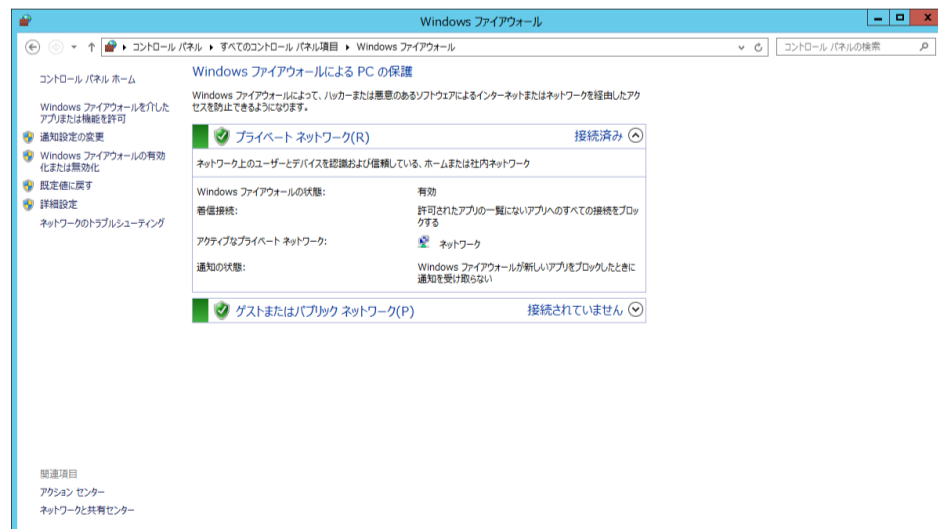 Windows ファイアウォール
コントロール パネル ▸ すべてのコントロール パネル項目 ▸ Windows ファイアウォール
コントロール パネルの検索
コントロール パネル ホーム
Windows ファイアウォールを介した
アプリまたは機能を許可
通知設定の変更
Windows ファイアウォールの有効
化または無効化
既定値に戻す
詳細設定
ネットワークのトラブルシューティング
Windows ファイアウォールによる PC の保護
Windows ファイアウォールによって、ハッカーまたは悪意のあるソフトウェアによるインターネットまたはネットワークを経由したアク
セスを防止できるようになります。
プライベート ネットワーク(R) 接続済み
ネットワーク上のユーザーとデバイスを認識および信頼している、ホームまたは社内ネットワーク
Windows ファイアウォールの状態: 有効
着信接続: 許可されたアプリの一覧にないアプリへのすべての接続をブロッ
クする
アクティブなプライベート ネットワーク: ネットワーク
通知の状態: Windows ファイアウォールが新しいアプリをブロックしたときに
通知を受け取らない
ゲストまたはパブリック ネットワーク(P) 接続されていません
関連項目
アクション センター
ネットワークと共有センター